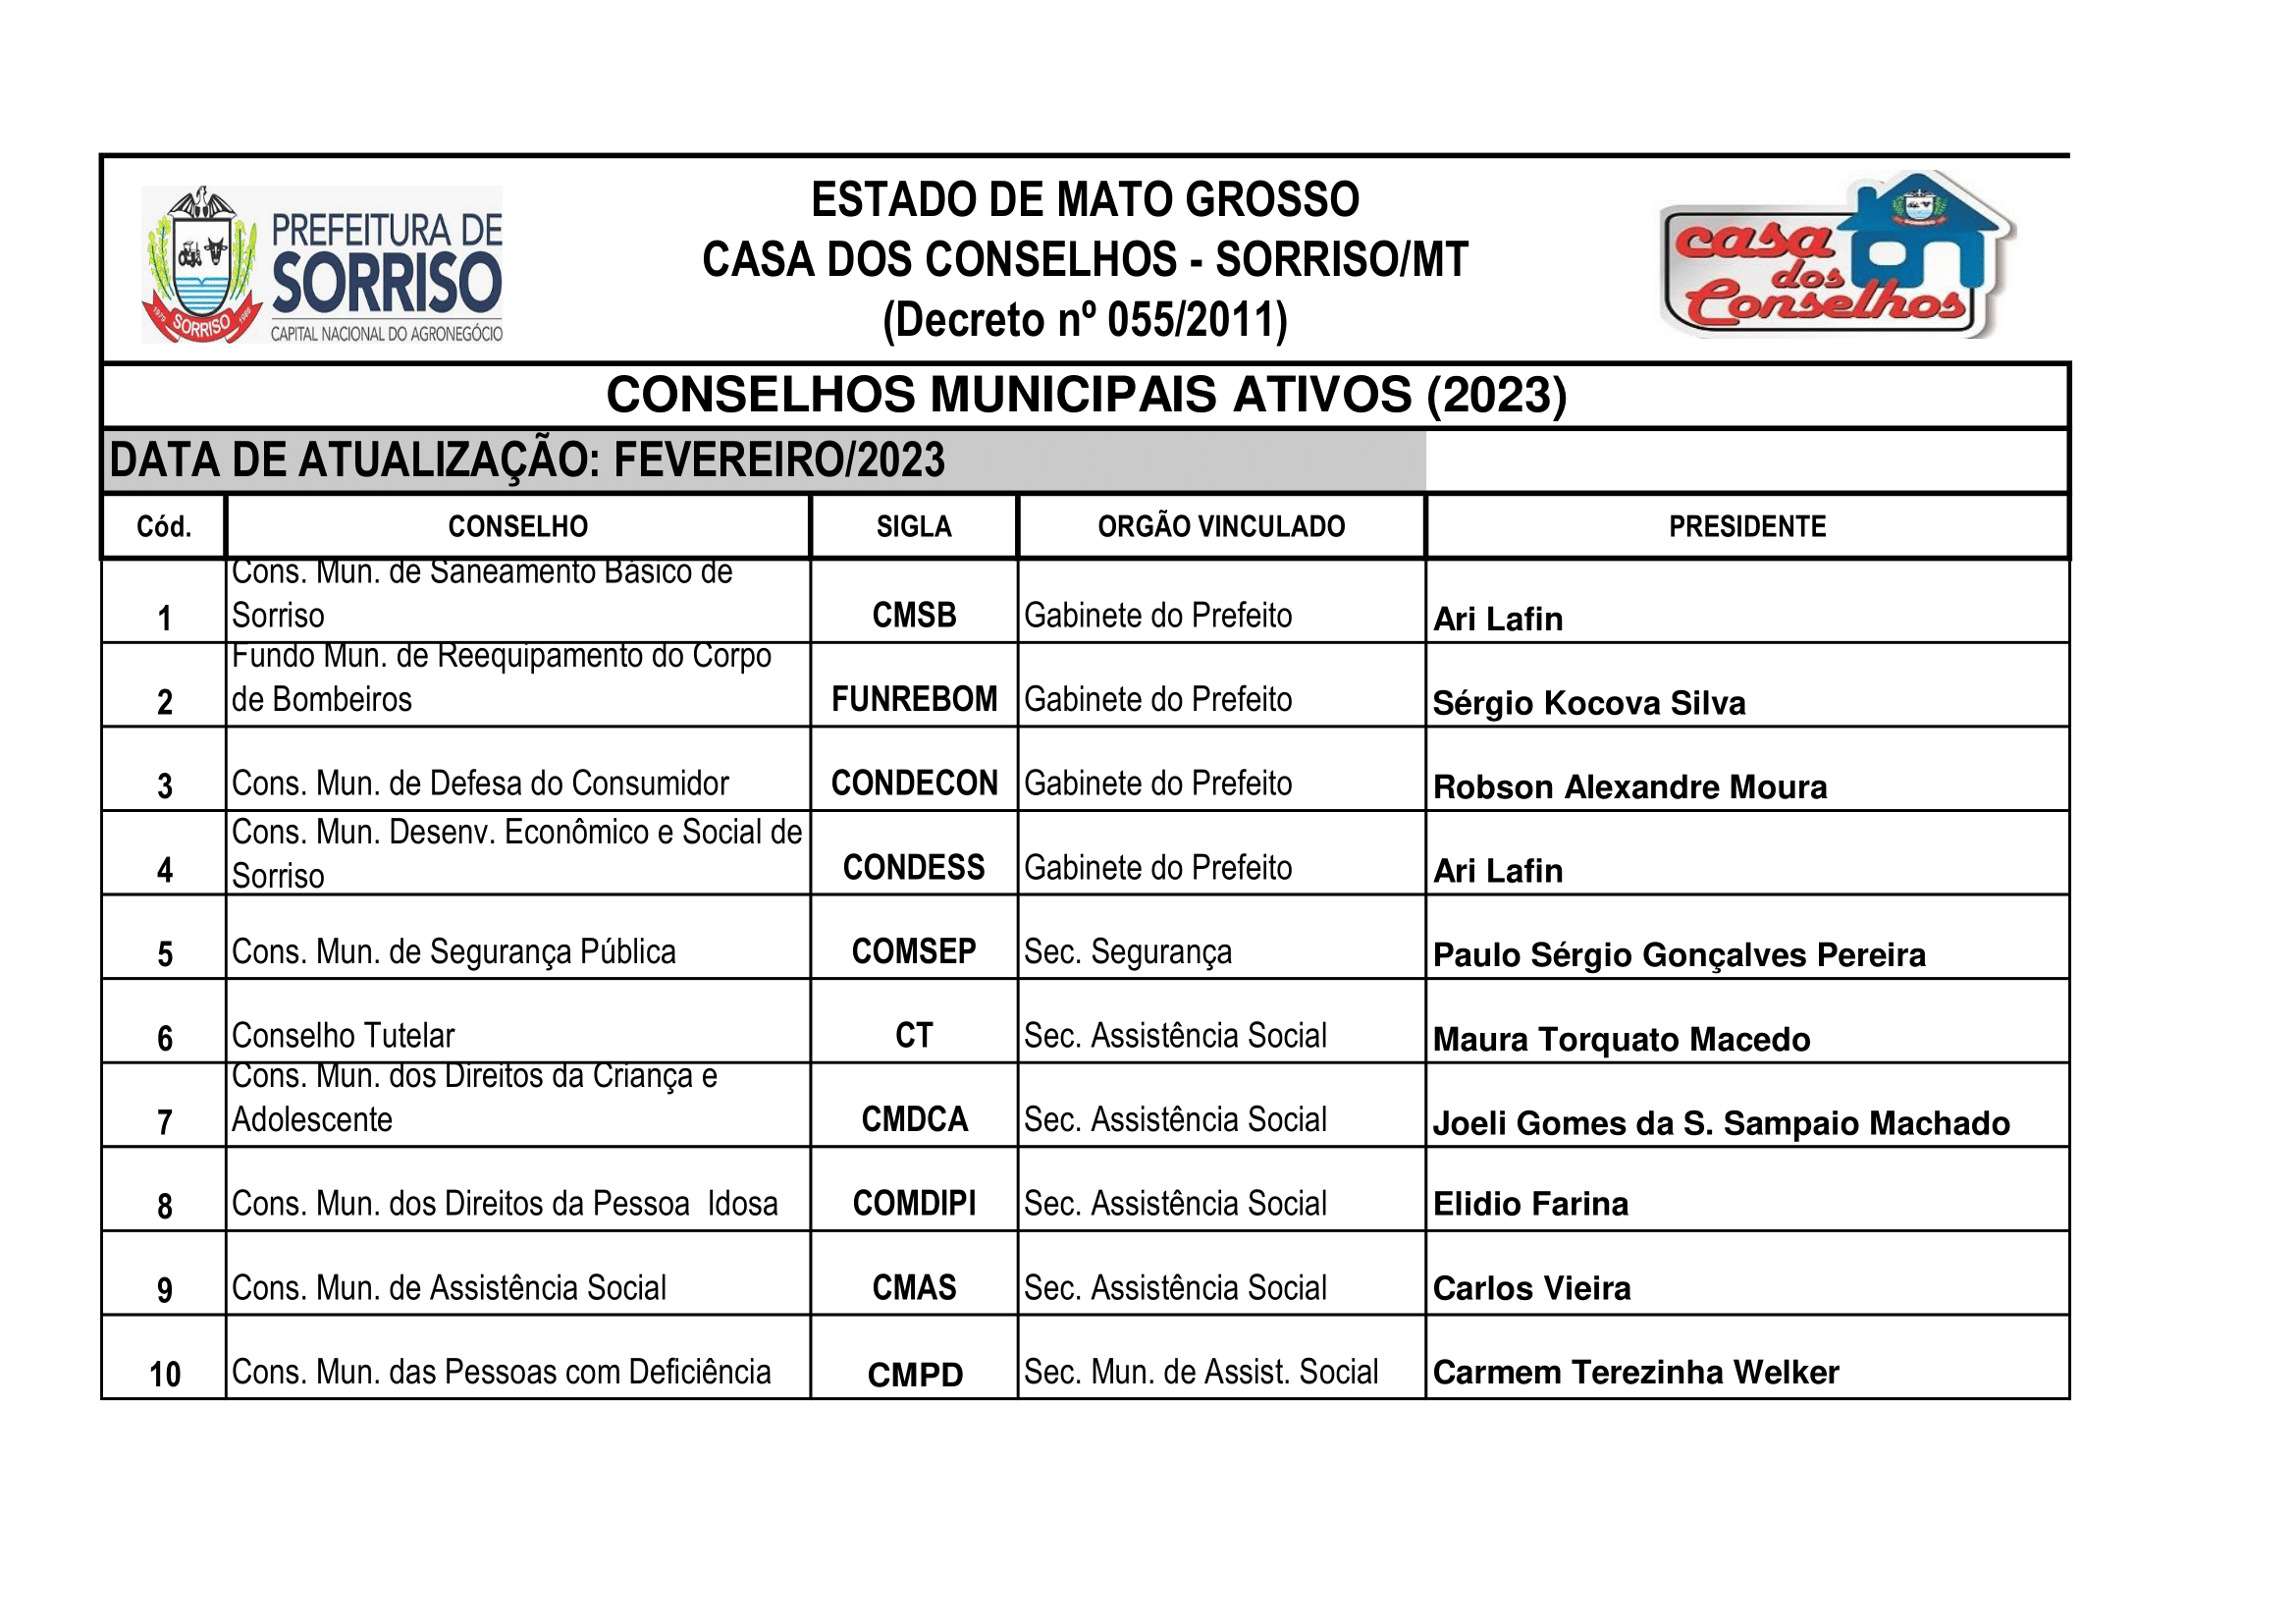 PREFEITURA DE
SORRISO
CAPITAL NACIONAL DO AGRONEGÓCIO
1979 SORRISO 1986
ESTADO DE MATO GROSSO
CASA DOS CONSELHOS - SORRISO/MT
(Decreto nº 055/2011)
casa
dos
Conselhos
CONSELHOS MUNICIPAIS ATIVOS (2023)
DATA DE ATUALIZAÇÃO: FEVEREIRO/2023
Cód. CONSELHO SIGLA ORGÃO VINCULADO PRESIDENTE
Cons. Mun. de Saneamento Básico de
1 Sorriso CMSB Gabinete do Prefeito Ari Lafin
Fundo Mun. de Reequipamento do Corpo
2 de Bombeiros FUNREBOM Gabinete do Prefeito Sérgio Kocova Silva
3 Cons. Mun. de Defesa do Consumidor CONDECON Gabinete do Prefeito Robson Alexandre Moura
Cons. Mun. Desenv. Econômico e Social de
4 Sorriso CONDESS Gabinete do Prefeito Ari Lafin
5 Cons. Mun. de Segurança Pública COMSEP Sec. Segurança Paulo Sérgio Gonçalves Pereira
6 Conselho Tutelar CT Sec. Assistência Social Maura Torquato Macedo
Cons. Mun. dos Direitos da Criança e
7 Adolescente CMDCA Sec. Assistência Social Joeli Gomes da S. Sampaio Machado
8 Cons. Mun. dos Direitos da Pessoa  Idosa COMDIPI Sec. Assistência Social Elidio Farina
9 Cons. Mun. de Assistência Social CMAS Sec. Assistência Social Carlos Vieira
10 Cons. Mun. das Pessoas com Deficiência CMPD Sec. Mun. de Assist. Social Carmem Terezinha Welker